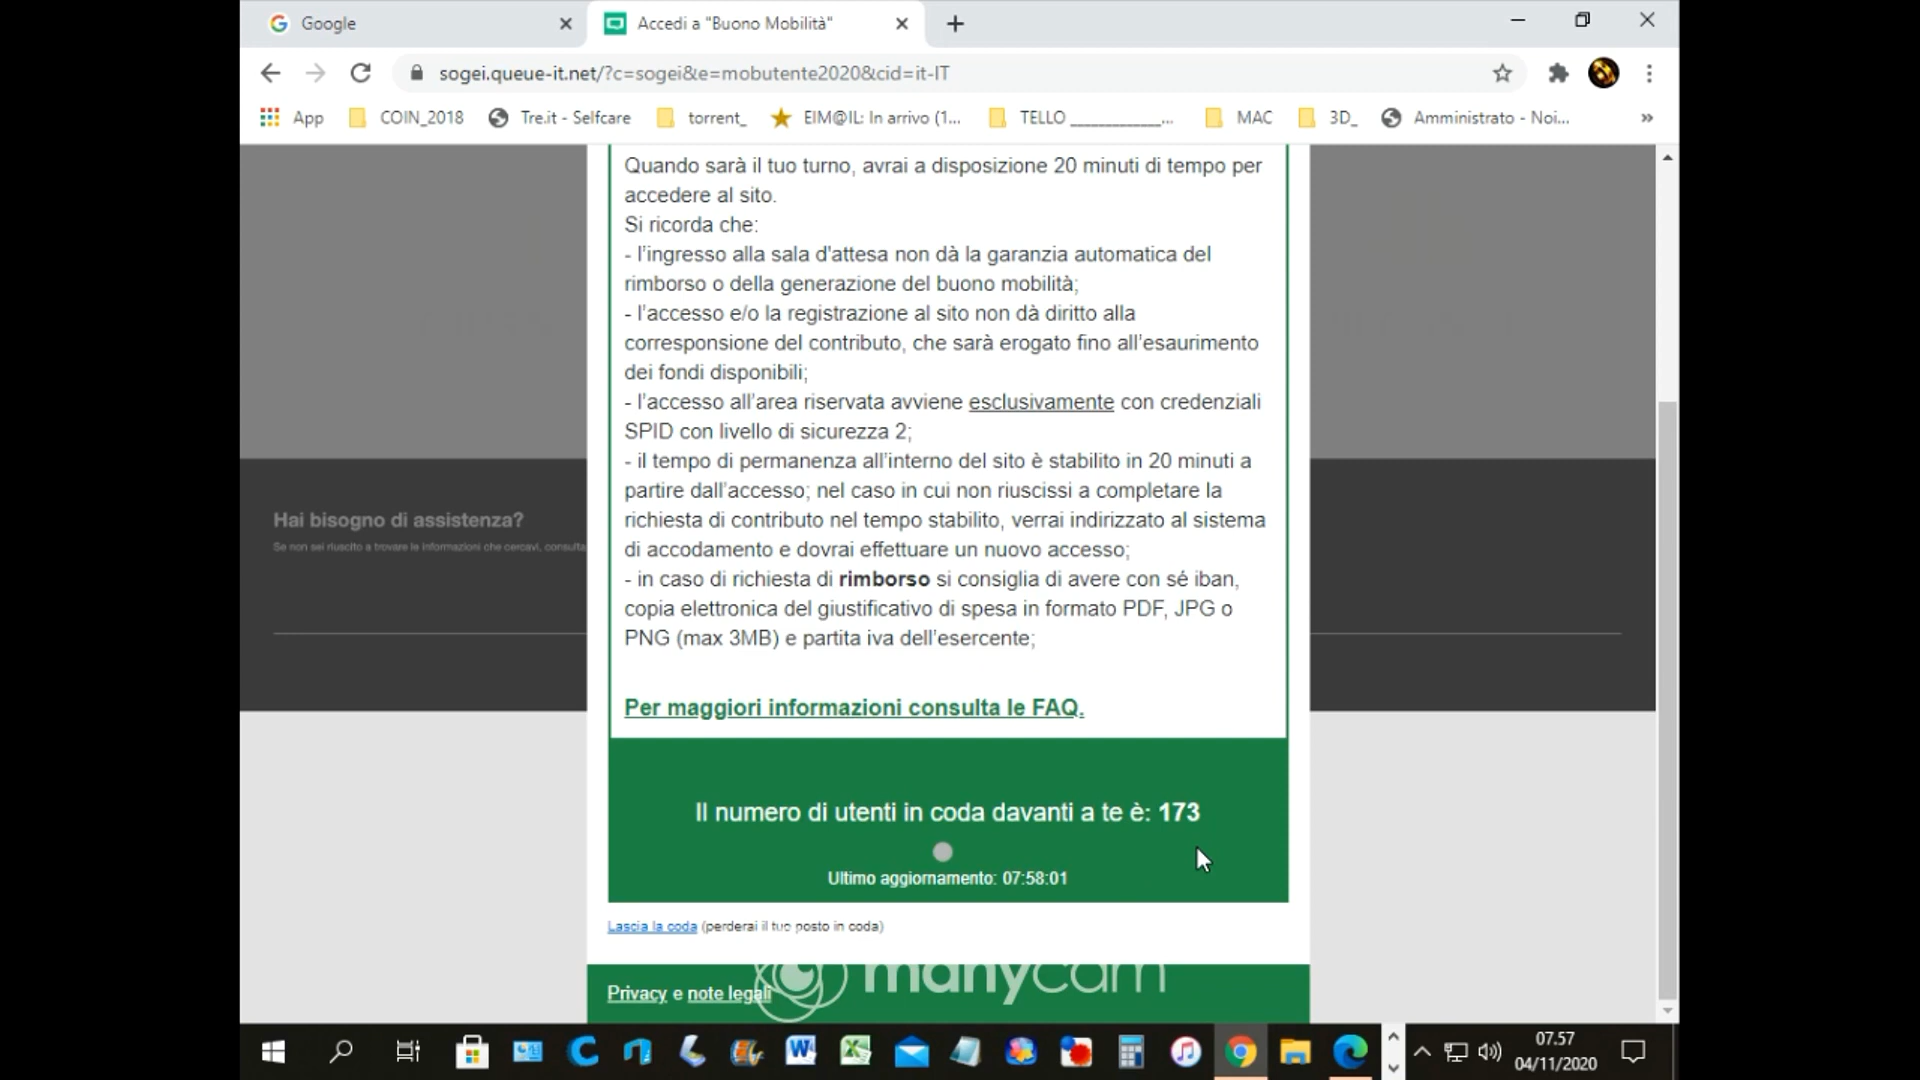 Google
Accedi a "Buono Mobilità"
sogei.queue-it.net/?c=sogei&e=mobutente2020&cid=it-IT
App
COIN_2018
Tre.it - Selfcare
torrent_
EIM@IL: In arrivo (1...
TELLO ___________...
MAC
3D_
Amministrato - Noi...
»
Quando sarà il tuo turno, avrai a disposizione 20 minuti di tempo per
accedere al sito.
Si ricorda che:
- l'ingresso alla sala d'attesa non dà la garanzia automatica del
rimborso o della generazione del buono mobilità;
- l'accesso e/o la registrazione al sito non dà diritto alla
corresponsione del contributo, che sarà erogato fino all'esaurimento
dei fondi disponibili;
- l'accesso all'area riservata avviene esclusivamente con credenziali
SPID con livello di sicurezza 2;
- il tempo di permanenza all'interno del sito è stabilito in 20 minuti a
partire dall'accesso; nel caso in cui non riuscissi a completare la
richiesta di contributo nel tempo stabilito, verrai indirizzato al sistema
di accodamento e dovrai effettuare un nuovo accesso;
- in caso di richiesta di rimborso si consiglia di avere con sé iban,
copia elettronica del giustificativo di spesa in formato PDF, JPG o
PNG (max 3MB) e partita iva dell'esercente;
Per maggiori informazioni consulta le FAQ.
Hai bisogno di assistenza?
Se non sei riuscito a trovare le informazioni che cercavi, consulta
Il numero di utenti in coda davanti a te è: 173
Ultimo aggiornamento: 07:58:01
Lascia la coda (perderai il tuo posto in coda)
manycam
Privacy e note legali
07.57
04/11/2020